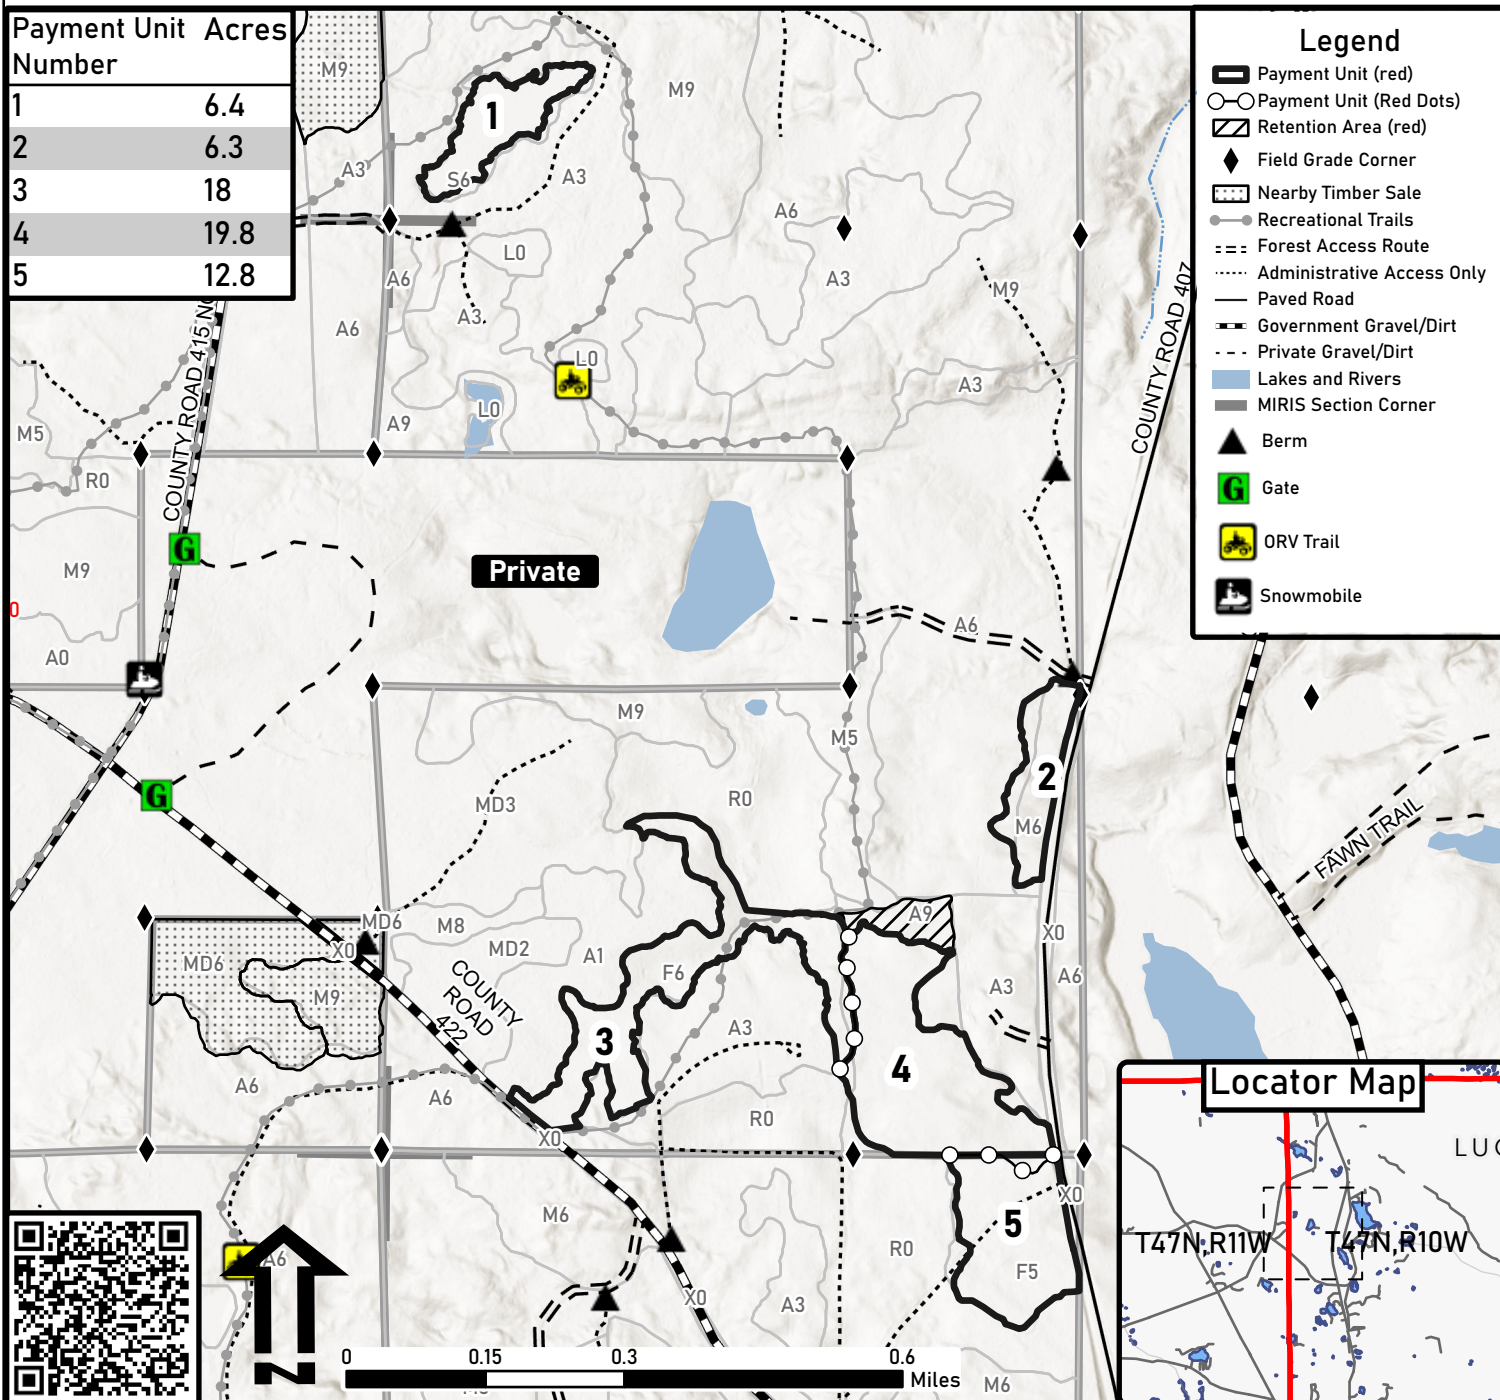 Payment Unit Acres
Number
1 6.4
2 6.3
3 18
4 19.8
5 12.8
Legend
Payment Unit (red)
Payment Unit (Red Dots)
Retention Area (red)
Field Grade Corner
Nearby Timber Sale
Recreational Trails
Forest Access Route
Administrative Access Only
Paved Road
Government Gravel/Dirt
Private Gravel/Dirt
Lakes and Rivers
MIRIS Section Corner
Berm
G Gate
ORV Trail
Snowmobile
M9
M9
1
A3
S6
A3
A6
L0
A6
A3
M9
A3
A6
L0
A3
L0
A9
M5
R0
COUNTY ROAD 415 NO
COUNTY ROAD 407
G
M9
Private
0
A6
A0
M9
M5
2
G
MD3
R0
M6
FAWN TRAIL
MD6
M8
A9
X0
MD6
X0
MD2
A1
F6
A6
M9
A3
COUNTY
ROAD
422
3
A3
4
A6
A6
R0
X0
X0
M6
5
R0
F5
A6
X0
A3
M6
N
0 0.15 0.3 0.6
Miles
Locator Map
LUC
T47N,R11W T47N,R10W